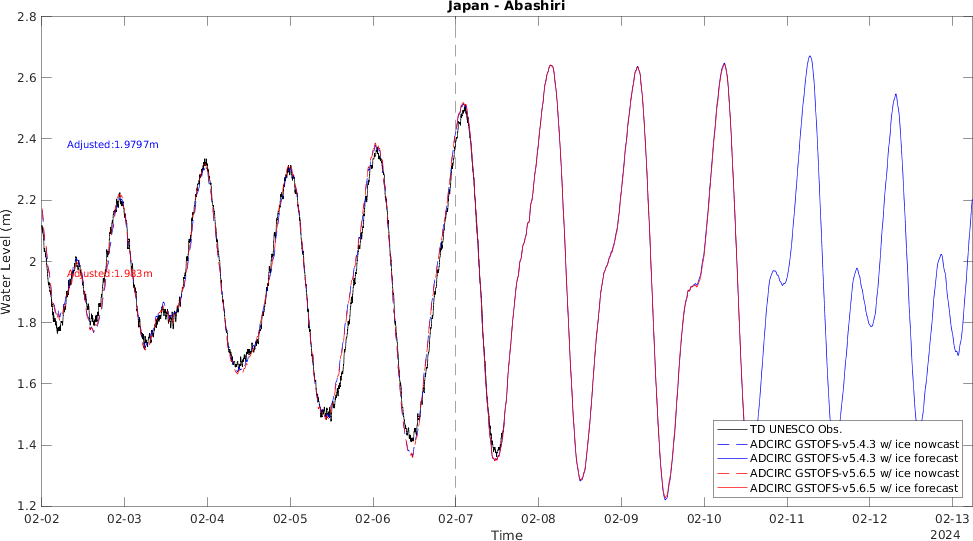 Japan - Abashiri
2.8
2.6
2.4
2.2
2
1.8
1.6
1.4
1.2
Water Level (m)
Adjusted:1.9797m
Adjusted:1.983m
TD UNESCO Obs.
ADCIRC GSTOFS-v5.4.3 w/ ice nowcast
ADCIRC GSTOFS-v5.4.3 w/ ice forecast
ADCIRC GSTOFS-v5.6.5 w/ ice nowcast
ADCIRC GSTOFS-v5.6.5 w/ ice forecast
02-02 02-03 02-04 02-05 02-06 02-07 02-08 02-09 02-10 02-11 02-12 02-13
Time
2024